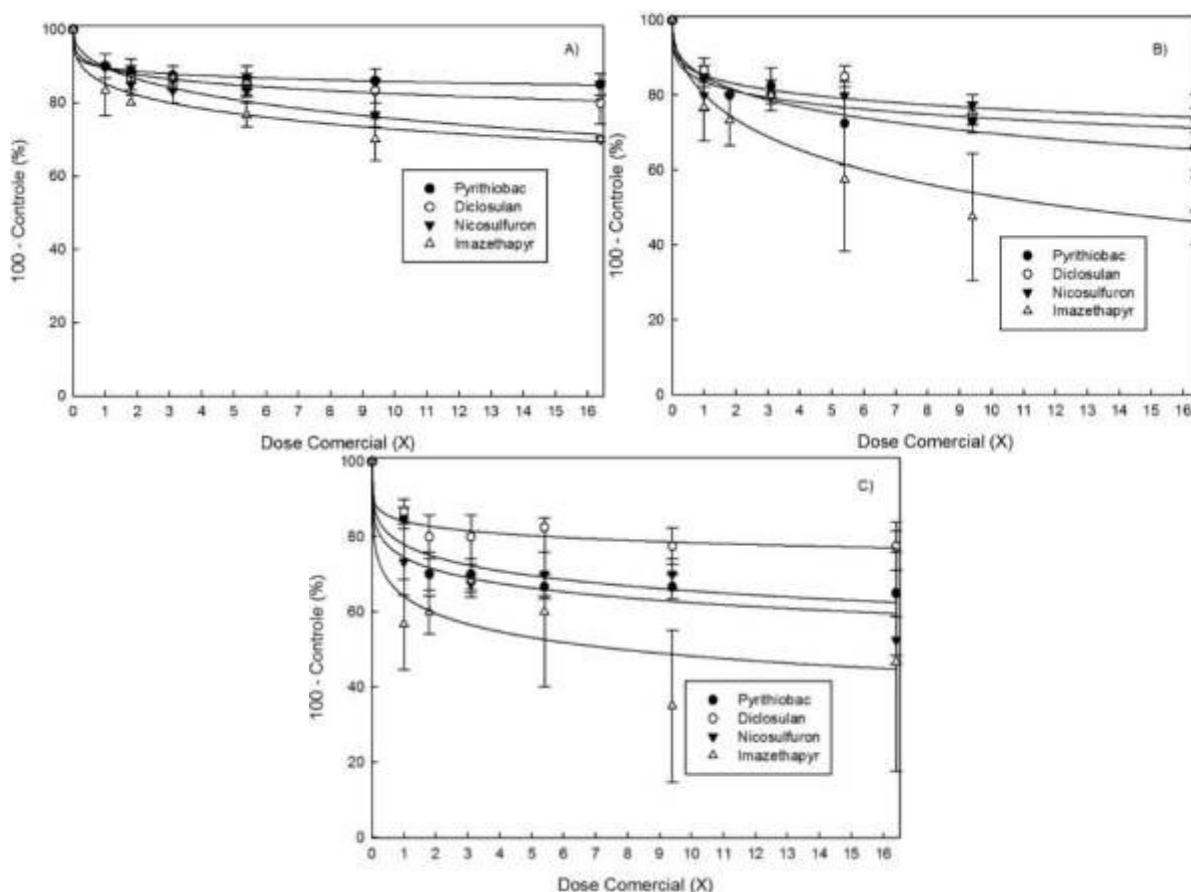 A)
100 - Controle (%)
100
80
60
40
20
0
Pyrithiobac
Diclosulan
Nicosulfuron
Imazethapyr
0 1 2 3 4 5 6 7 8 9 10 11 12 13 14 15 16
Dose Comercial (X)
B)
100 - Controle (%)
100
80
60
40
20
0
Pyrithiobac
Diclosulan
Nicosulfuron
Imazethapyr
0 1 2 3 4 5 6 7 8 9 10 11 12 13 14 15 16
Dose Comercial (X)
C)
100 - Controle (%)
100
80
60
40
20
0
Pyrithiobac
Diclosulan
Nicosulfuron
Imazethapyr
0 1 2 3 4 5 6 7 8 9 10 11 12 13 14 15 16
Dose Comercial (X)